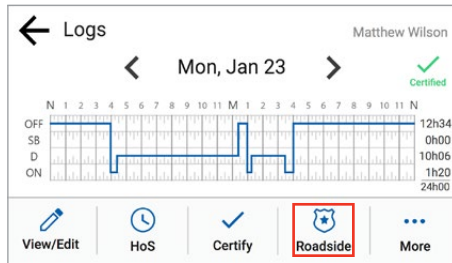 Logs
Matthew Wilson
Mon, Jan 23
Certified
N 1 2 3 4 5 6 7 8 9 10 11 M 1 2 3 4 5 6 7 8 9 10 11 N
OFF 12h34
SB 0h00
D 10h06
ON 1h20
24h00
View/Edit HoS Certify Roadside More